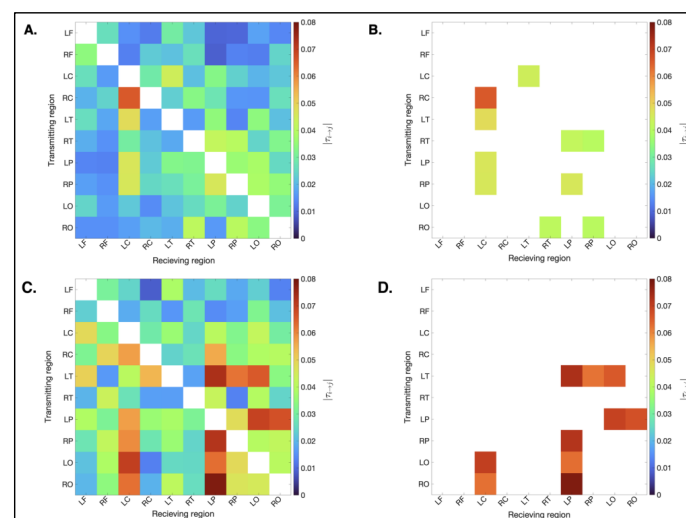 A.
LF
RF
LC
RC
LT
RT
LP
RP
LO
RO
Transmitting region
LF RF LC RC LT RT LP RP LO RO
Recieving region
0.08
0.07
0.06
0.05
0.04
0.03
0.02
0.01
0
|τi→j|
B.
LF
RF
LC
RC
LT
RT
LP
RP
LO
RO
Transmitting region
LF RF LC RC LT RT LP RP LO RO
Recieving region
0.08
0.07
0.06
0.05
0.04
0.03
0.02
0.01
0
|τi→j|
C.
LF
RF
LC
RC
LT
RT
LP
RP
LO
RO
Transmitting region
LF RF LC RC LT RT LP RP LO RO
Recieving region
0.08
0.07
0.06
0.05
0.04
0.03
0.02
0.01
0
|τi→j|
D.
LF
RF
LC
RC
LT
RT
LP
RP
LO
RO
Transmitting region
LF RF LC RC LT RT LP RP LO RO
Recieving region
0.08
0.07
0.06
0.05
0.04
0.03
0.02
0.01
0
|τi→j|